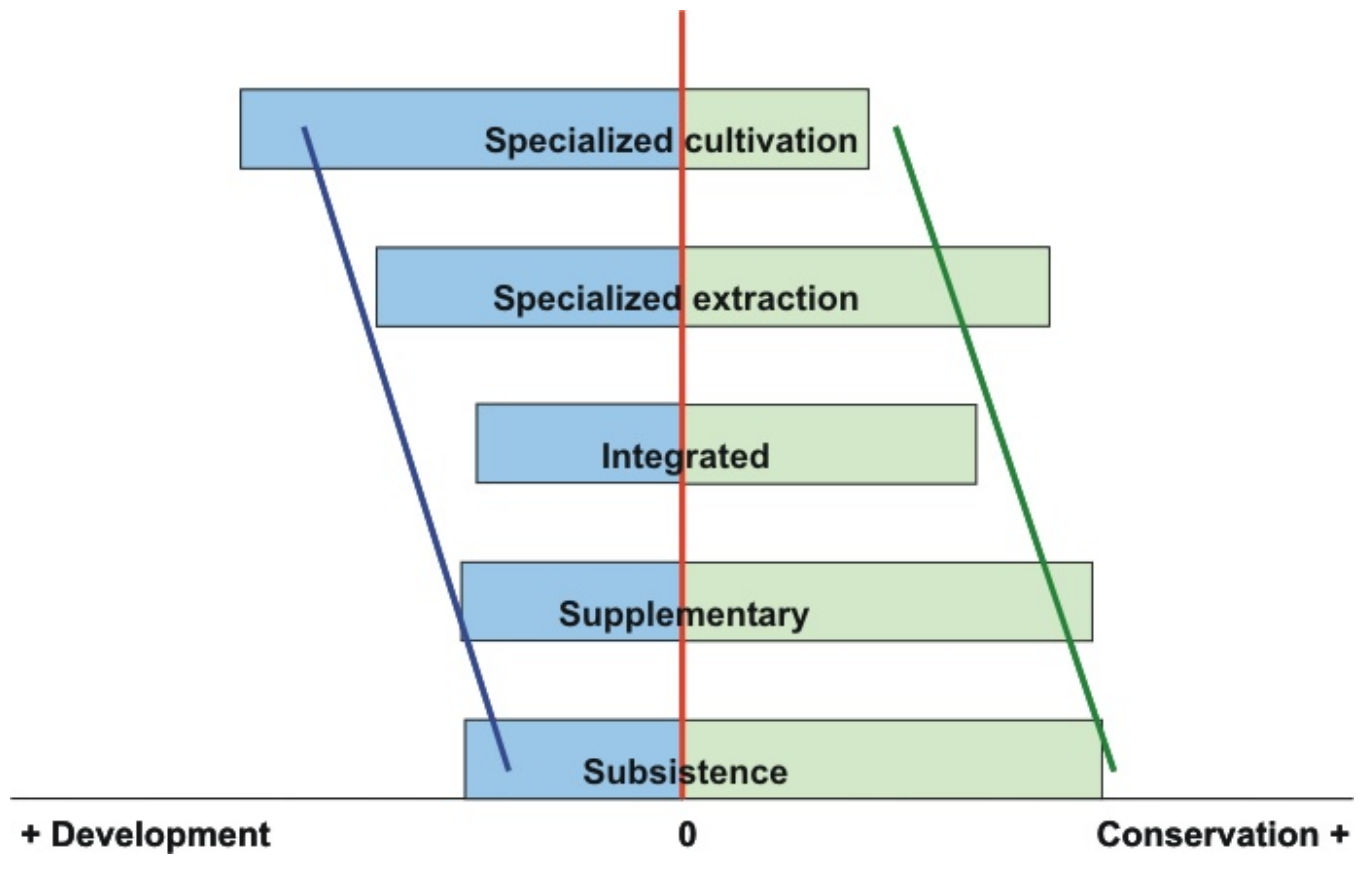 Specialized cultivation
Specialized extraction
Integrated
Supplementary
Subsistence
+ Development 0 Conservation +